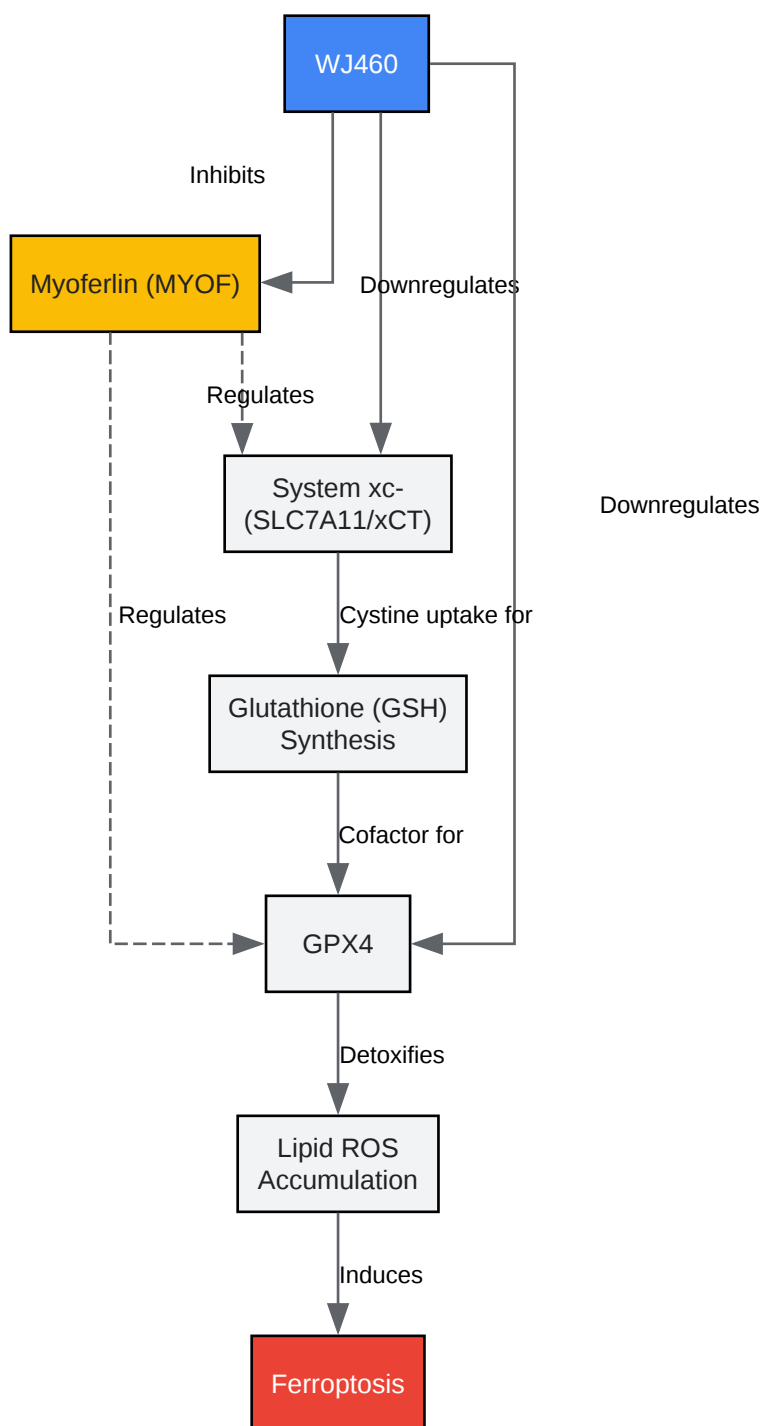 WJ460
Inhibits
Myoferlin (MYOF)
Downregulates
Regulates
System xc-
(SLC7A11/xCT)
Downregulates
Regulates
Cystine uptake for
Glutathione (GSH)
Synthesis
Cofactor for
GPX4
Detoxifies
Lipid ROS
Accumulation
Induces
Ferroptosis